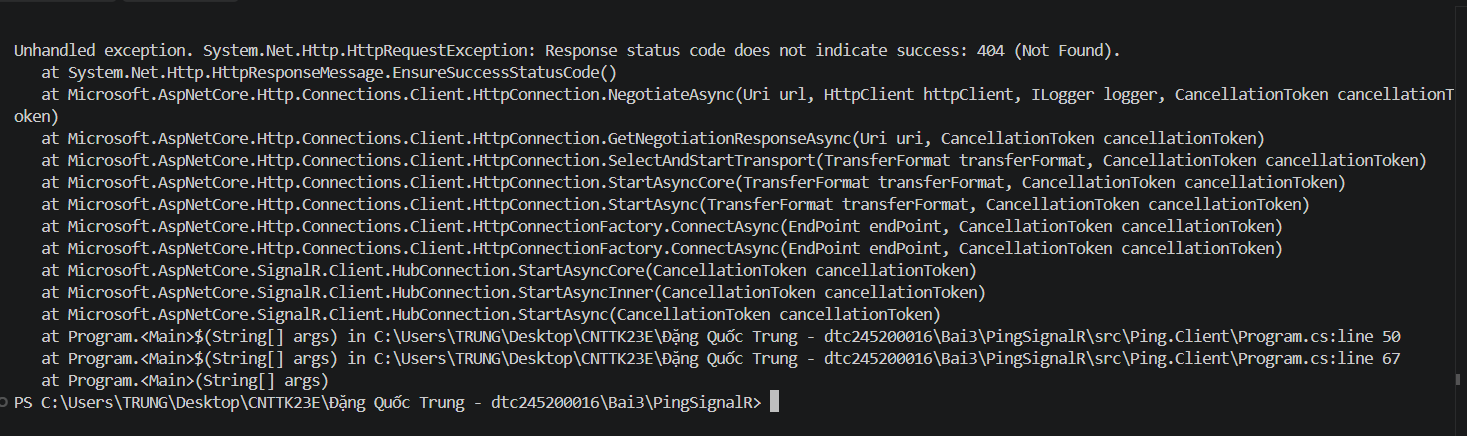 Unhandled exception. System.Net.Http.HttpRequestException: Response status code does not indicate success: 404 (Not Found).
   at System.Net.Http.HttpResponseMessage.EnsureSuccessStatusCode()
   at Microsoft.AspNetCore.Http.Connections.Client.HttpConnection.NegotiateAsync(Uri url, HttpClient httpClient, ILogger logger, CancellationToken cancellationT
oken)
   at Microsoft.AspNetCore.Http.Connections.Client.HttpConnection.GetNegotiationResponseAsync(Uri uri, CancellationToken cancellationToken)
   at Microsoft.AspNetCore.Http.Connections.Client.HttpConnection.SelectAndStartTransport(TransferFormat transferFormat, CancellationToken cancellationToken)
   at Microsoft.AspNetCore.Http.Connections.Client.HttpConnection.StartAsyncCore(TransferFormat transferFormat, CancellationToken cancellationToken)
   at Microsoft.AspNetCore.Http.Connections.Client.HttpConnection.StartAsync(TransferFormat transferFormat, CancellationToken cancellationToken)
   at Microsoft.AspNetCore.Http.Connections.Client.HttpConnectionFactory.ConnectAsync(EndPoint endPoint, CancellationToken cancellationToken)
   at Microsoft.AspNetCore.Http.Connections.Client.HttpConnectionFactory.ConnectAsync(EndPoint endPoint, CancellationToken cancellationToken)
   at Microsoft.AspNetCore.SignalR.Client.HubConnection.StartAsyncCore(CancellationToken cancellationToken)
   at Microsoft.AspNetCore.SignalR.Client.HubConnection.StartAsyncInner(CancellationToken cancellationToken)
   at Microsoft.AspNetCore.SignalR.Client.HubConnection.StartAsync(CancellationToken cancellationToken)
   at Program.<Main>$(String[] args) in C:\Users\TRUNG\Desktop\CNTTK23E\Đặng Quốc Trung - dtc245200016\Bai3\PingSignalR\src\Ping.Client\Program.cs:line 50
   at Program.<Main>$(String[] args) in C:\Users\TRUNG\Desktop\CNTTK23E\Đặng Quốc Trung - dtc245200016\Bai3\PingSignalR\src\Ping.Client\Program.cs:line 67
   at Program.<Main>(String[] args)
PS C:\Users\TRUNG\Desktop\CNTTK23E\Đặng Quốc Trung - dtc245200016\Bai3\PingSignalR>